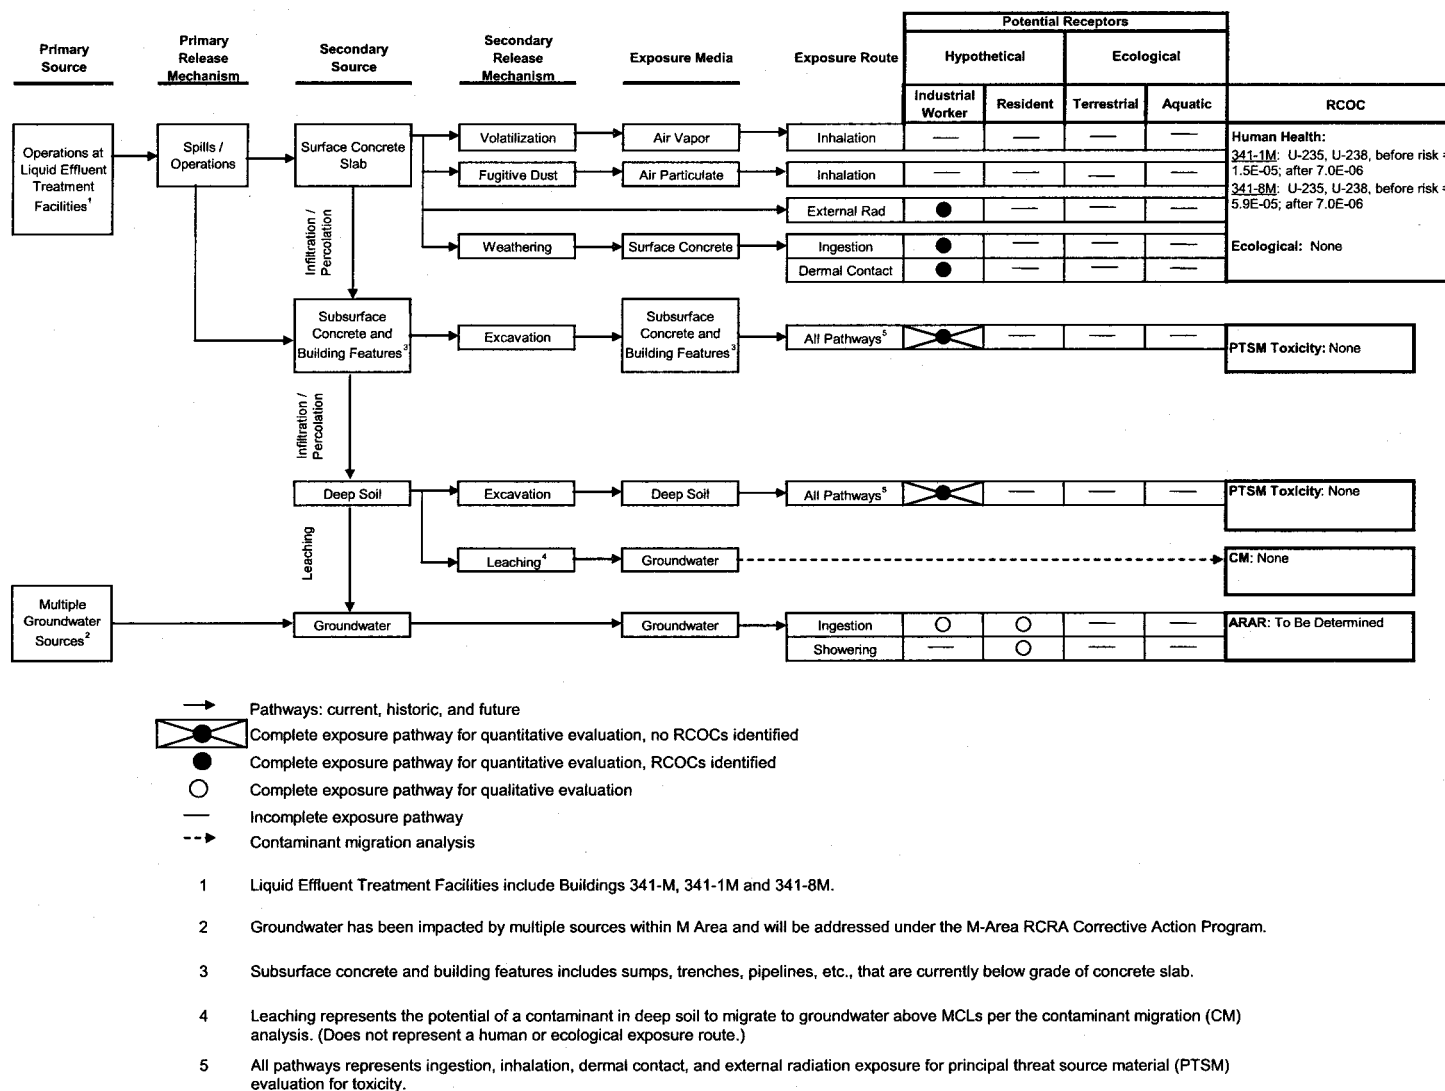 Potential Receptors
Primary Source
Primary Release Mechanism
Secondary Source
Secondary Release Mechanism
Exposure Media
Exposure Route
Hypothetical
Ecological
Industrial Worker
Resident
Terrestrial
Aquatic
RCOC
Operations at Liquid Effluent Treatment Facilities1
Spills / Operations
Surface Concrete Slab
Volatilization
Air Vapor
Inhalation
— — — —
Fugitive Dust
Air Particulate
Inhalation
— — — —
External Rad
● — — —
Weathering
Surface Concrete
Ingestion
● — — —
Dermal Contact
● — — —
Human Health:
341-1M: U-235, U-238, before risk =
1.5E-05; after 7.0E-06
341-8M: U-235, U-238, before risk =
5.9E-05; after 7.0E-06
Ecological: None
Infiltration / Percolation
Subsurface Concrete and Building Features3
Excavation
Subsurface Concrete and Building Features3
All Pathways5
● — — —
PTSM Toxicity: None
Infiltration / Percolation
Deep Soil
Excavation
Deep Soil
All Pathways5
● — — —
PTSM Toxicity: None
Leaching
Leaching4
Groundwater
CM: None
Multiple Groundwater Sources2
Groundwater
Groundwater
Ingestion
○ ○ — —
Showering
— ○ — —
ARAR: To Be Determined
Pathways: current, historic, and future
Complete exposure pathway for quantitative evaluation, no RCOCs identified
Complete exposure pathway for quantitative evaluation, RCOCs identified
Complete exposure pathway for qualitative evaluation
Incomplete exposure pathway
Contaminant migration analysis
1 Liquid Effluent Treatment Facilities include Buildings 341-M, 341-1M and 341-8M.
2 Groundwater has been impacted by multiple sources within M Area and will be addressed under the M-Area RCRA Corrective Action Program.
3 Subsurface concrete and building features includes sumps, trenches, pipelines, etc., that are currently below grade of concrete slab.
4 Leaching represents the potential of a contaminant in deep soil to migrate to groundwater above MCLs per the contaminant migration (CM)
analysis. (Does not represent a human or ecological exposure route.)
5 All pathways represents ingestion, inhalation, dermal contact, and external radiation exposure for principal threat source material (PTSM)
evaluation for toxicity.